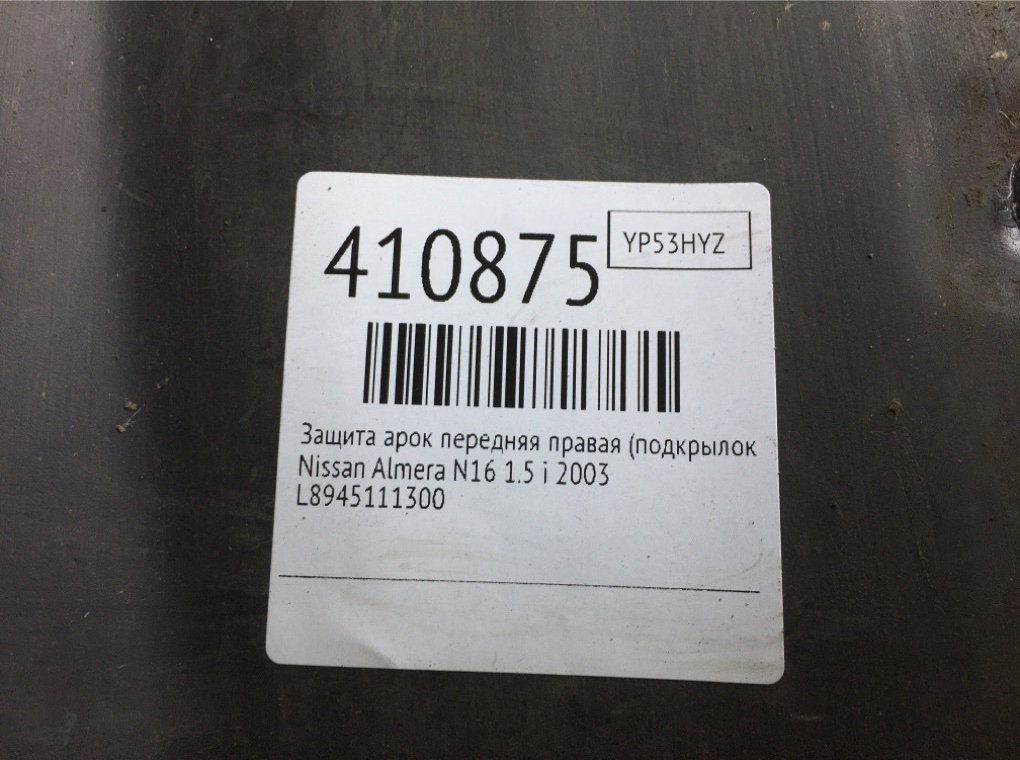 410875
YP53HYZ
Защита арок передняя правая (подкрылок
Nissan Almera N16 1.5 i 2003
L8945111300